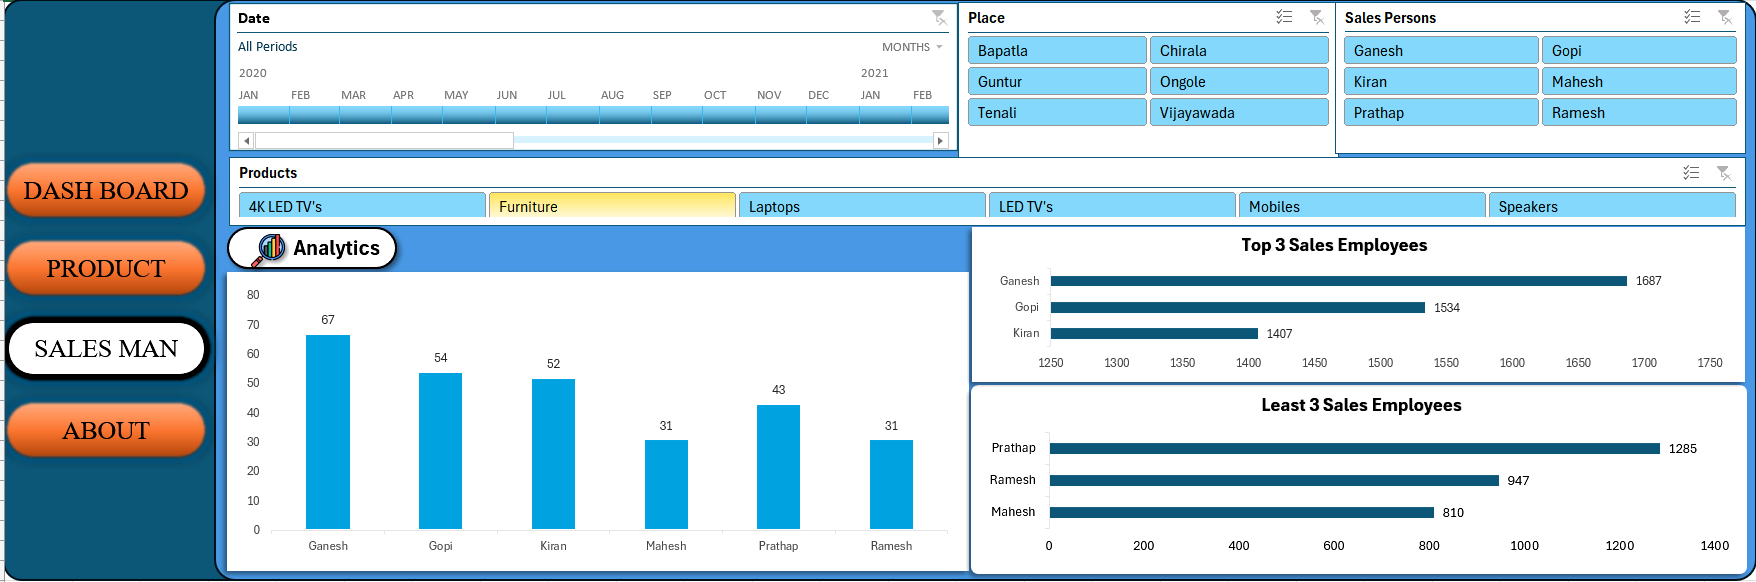 Date
All Periods
MONTHS
2020 2021
JAN FEB MAR APR MAY JUN JUL AUG SEP OCT NOV DEC JAN FEB
Place
Bapatla Chirala
Guntur Ongole
Tenali Vijayawada
Sales Persons
Ganesh Gopi
Kiran Mahesh
Prathap Ramesh
Products
4K LED TV's Furniture Laptops LED TV's Mobiles Speakers
DASH BOARD
PRODUCT
SALES MAN
ABOUT
Analytics
80
70
60
50
40
30
20
10
0
67 54 52 31 43 31
Ganesh Gopi Kiran Mahesh Prathap Ramesh
Top 3 Sales Employees
Ganesh 1687
Gopi 1534
Kiran 1407
1250 1300 1350 1400 1450 1500 1550 1600 1650 1700 1750
Least 3 Sales Employees
Prathap 1285
Ramesh 947
Mahesh 810
0 200 400 600 800 1000 1200 1400